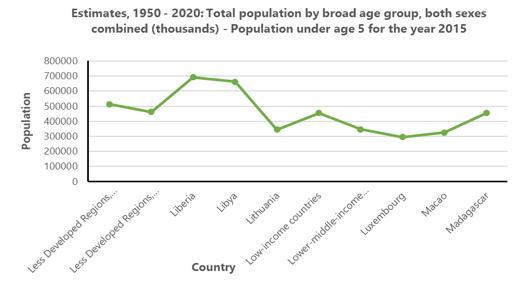 Estimates, 1950 - 2020: Total population by broad age group, both sexes
combined (thousands) - Population under age 5 for the year 2015
800000
700000
600000
500000
400000
300000
200000
100000
0
Population
Less Developed Regions,...
Less Developed Regions,...
Liberia
Libya
Lithuania
Low-income countries
Lower-middle-income...
Luxembourg
Macao
Madagascar
Country